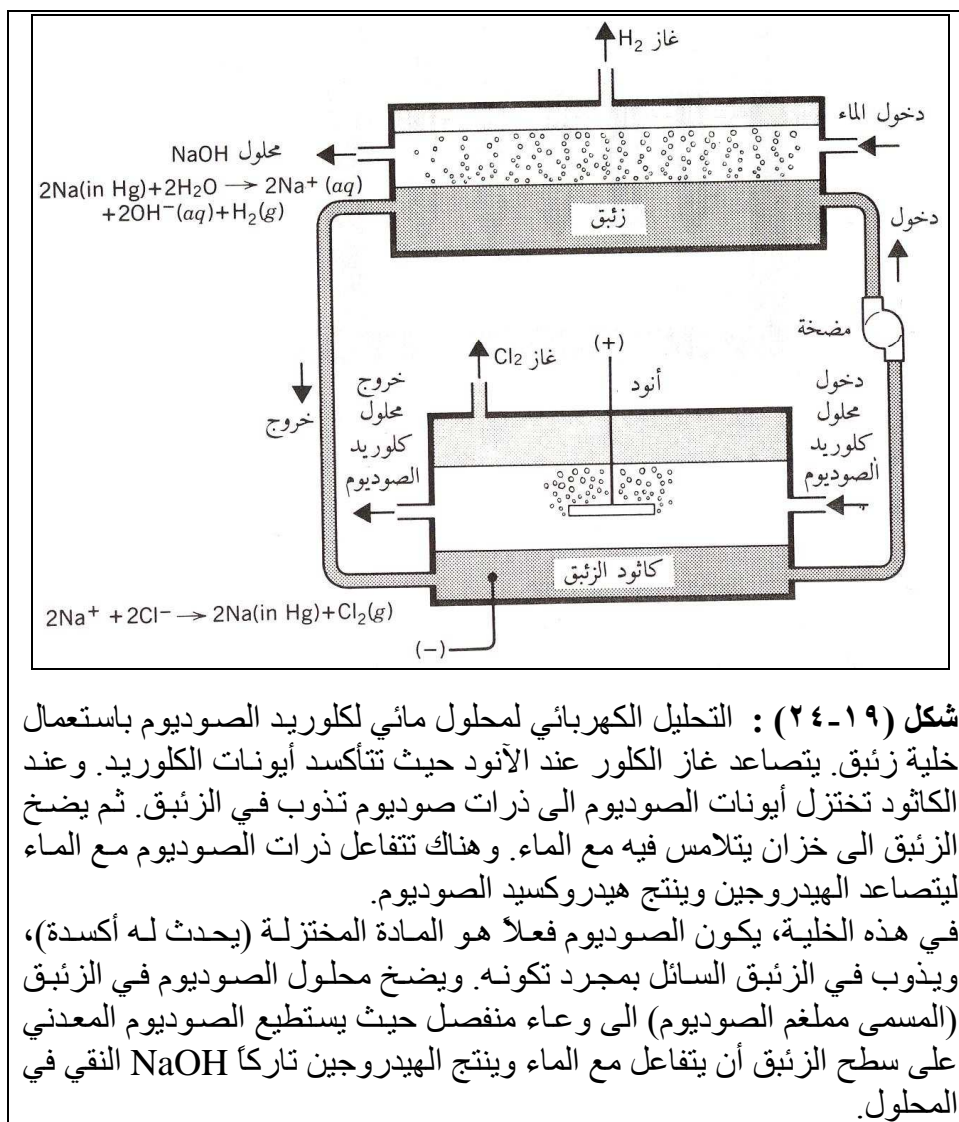 غاز H2
دخول الماء
محلول NaOH
2Na(in Hg)+2H2O → 2Na+ (aq)
+2OH−(aq)+H2(g)
زئبق
دخول
مضخة
(+)
غاز Cl2
أنود
خروج
خروج
محلول
كلوريد
الصوديوم
دخول
محلول
كلوريد
الصوديوم
كاثود الزئبق
2Na+ +2Cl− → 2Na(in Hg)+Cl2(g)
(−)
شكل (١٩-٢٤) : التحليل الكهربائي لمحلول مائي لكلوريد الصوديوم باستعمال
خلية زئبق. يتصاعد غاز الكلور عند الآنود حيث تتأكسد أيونات الكلوريد. وعند
الكاثود تختزل أيونات الصوديوم الى ذرات صوديوم تذوب في الزئبق. ثم يضخ
الزئبق الى خزان يتلامس فيه مع الماء. وهناك تتفاعل ذرات الصوديوم مع الماء
ليتصاعد الهيدروجين وينتج هيدروكسيد الصوديوم.
في هذه الخلية، يكون الصوديوم فعلاً هو المادة المختزلة (يحدث له أكسدة)،
ويذوب في الزئبق السائل بمجرد تكونه. ويضخ محلول الصوديوم في الزئبق
(المسمى مملغم الصوديوم) الى وعاء منفصل حيث يستطيع الصوديوم المعدني
على سطح الزئبق أن يتفاعل مع الماء وينتج الهيدروجين تاركاً NaOH النقي في
المحلول.